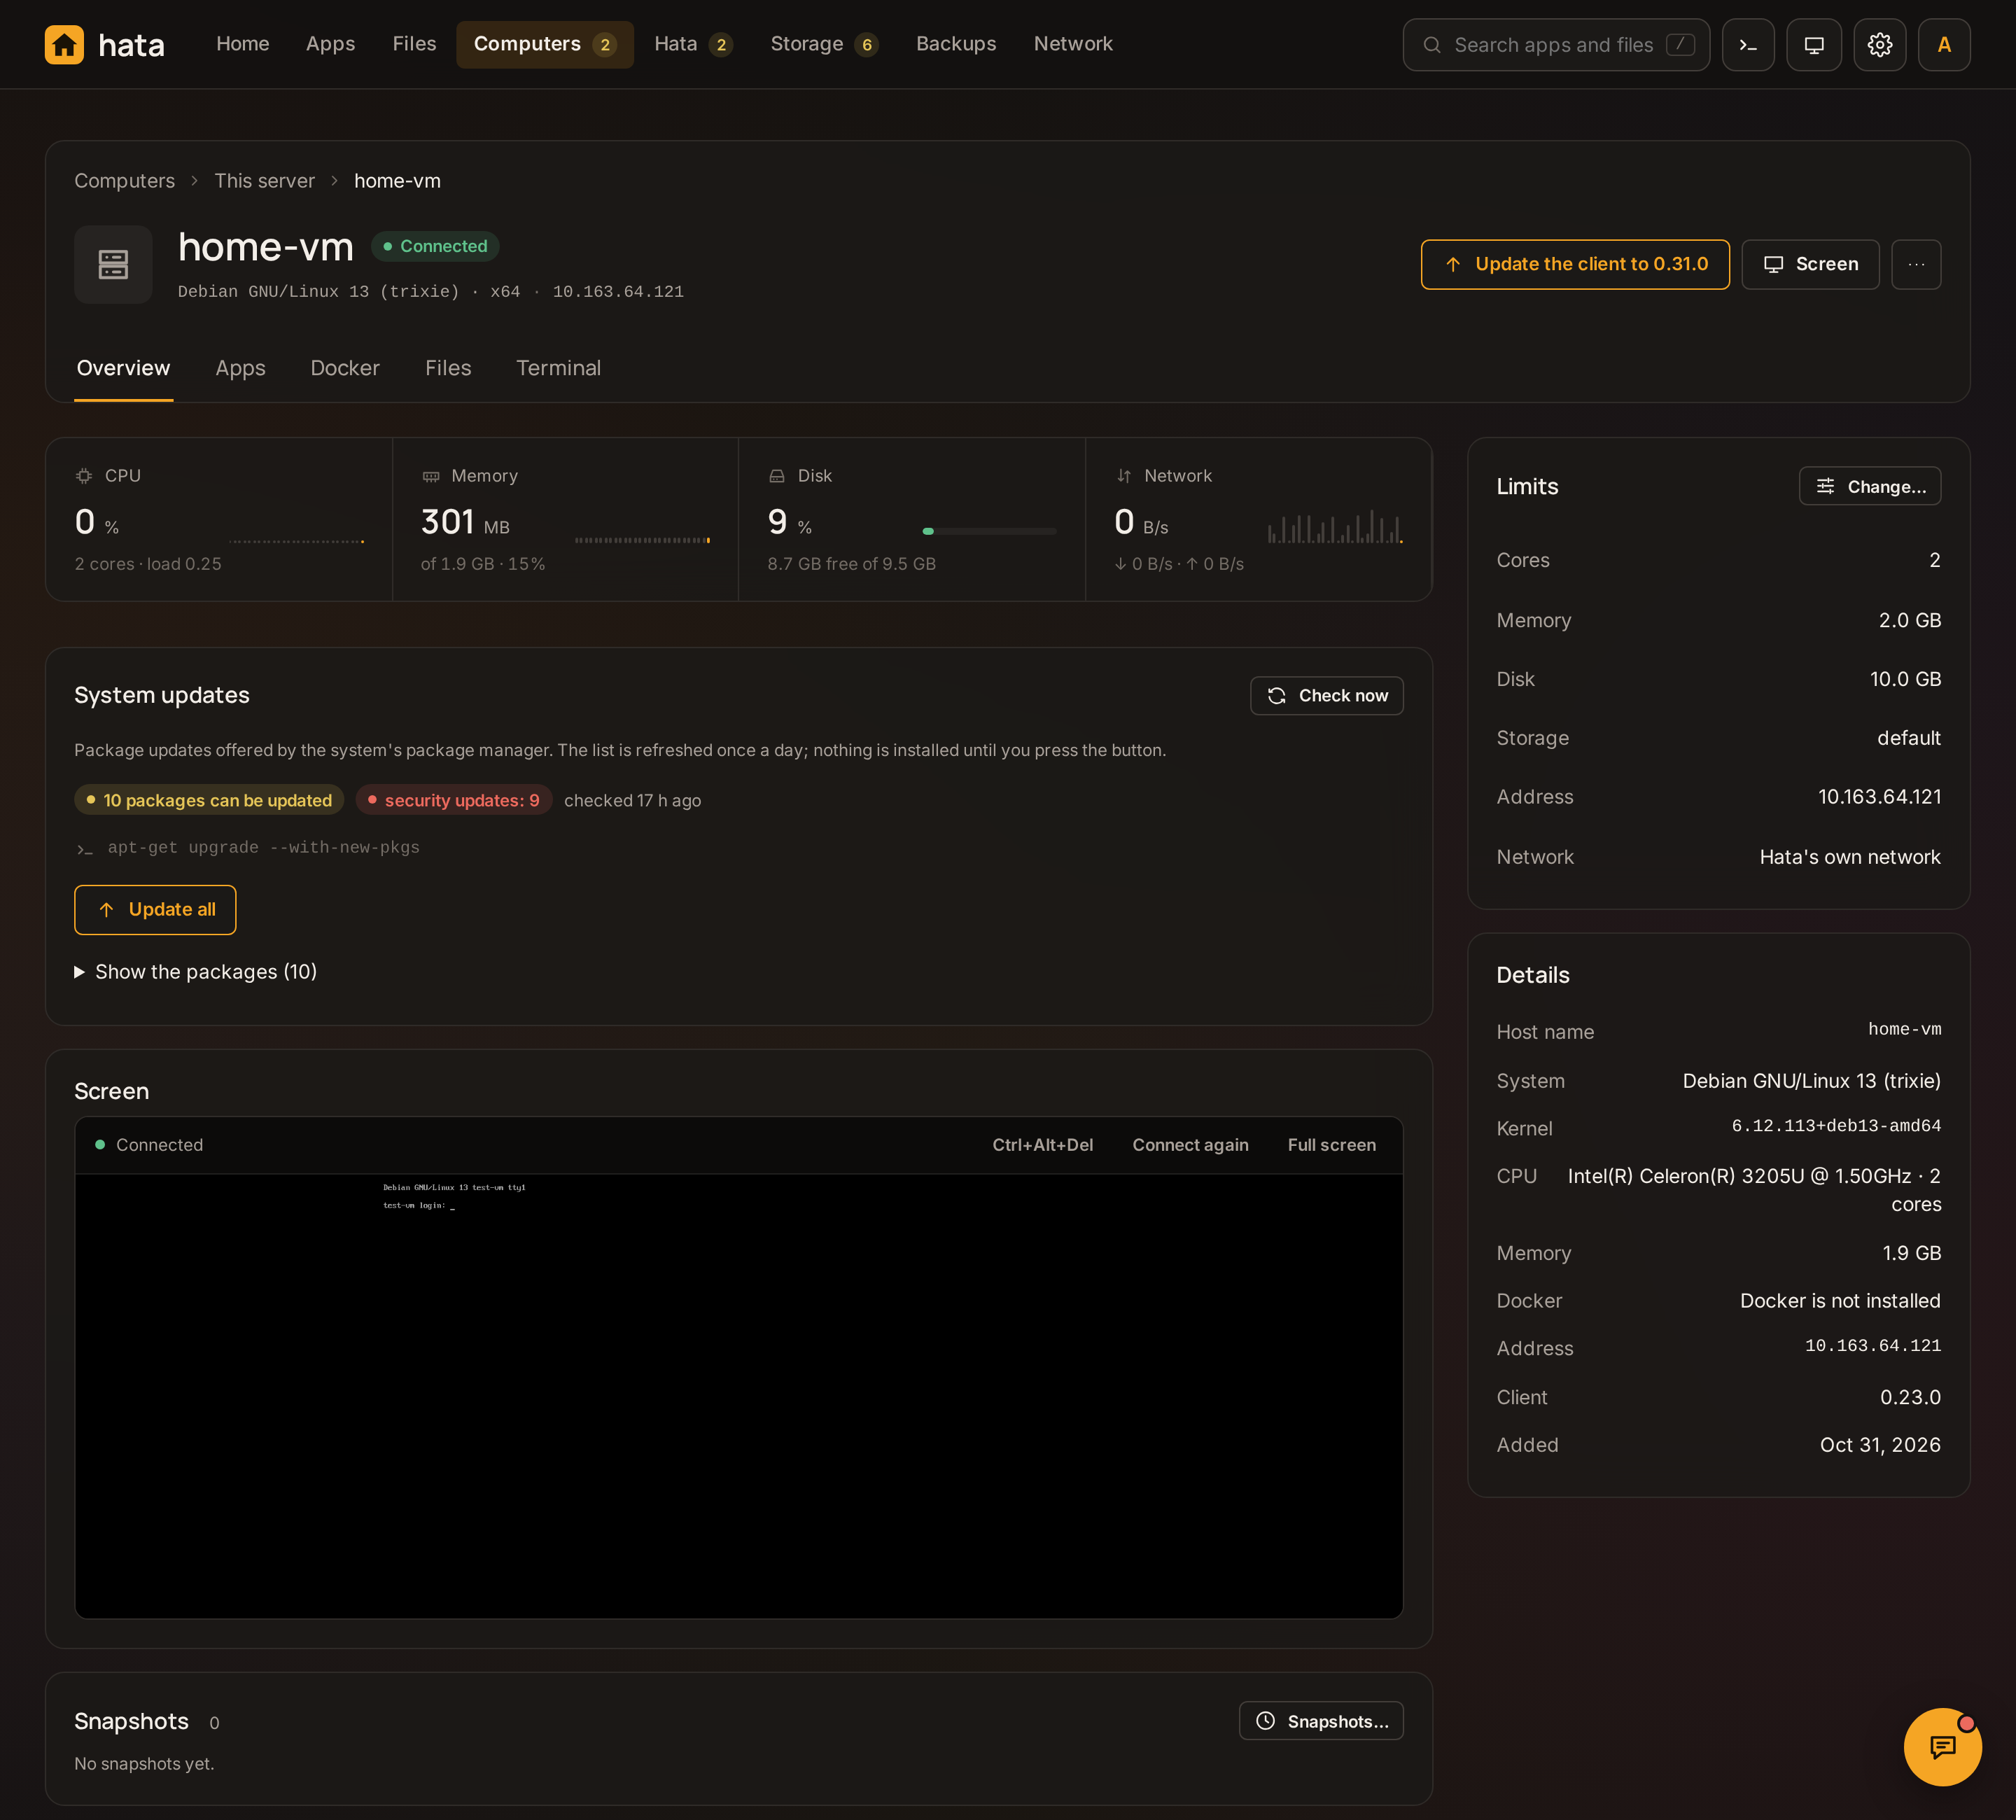 hata
Home Apps Files Computers 2 Hata 2 Storage 6 Backups Network
Search apps and files /
A
Computers > This server > home-vm
home-vm Connected
Debian GNU/Linux 13 (trixie) · x64 · 10.163.64.121
Update the client to 0.31.0
Screen
...
Overview Apps Docker Files Terminal
CPU
0 %
2 cores · load 0.25
Memory
301 MB
of 1.9 GB · 15%
Disk
9 %
8.7 GB free of 9.5 GB
Network
0 B/s
↓ 0 B/s · ↑ 0 B/s
System updates
Check now
Package updates offered by the system's package manager. The list is refreshed once a day; nothing is installed until you press the button.
10 packages can be updated security updates: 9 checked 17 h ago
apt-get upgrade --with-new-pkgs
Update all
Show the packages (10)
Screen
Connected Ctrl+Alt+Del Connect again Full screen
Debian GNU/Linux 13 test-vm tty1
test-vm login: _
Snapshots 0
Snapshots...
No snapshots yet.
Limits
Change...
Cores 2
Memory 2.0 GB
Disk 10.0 GB
Storage default
Address 10.163.64.121
Network Hata's own network
Details
Host name home-vm
System Debian GNU/Linux 13 (trixie)
Kernel 6.12.113+deb13-amd64
CPU Intel(R) Celeron(R) 3205U @ 1.50GHz · 2
cores
Memory 1.9 GB
Docker Docker is not installed
Address 10.163.64.121
Client 0.23.0
Added Oct 31, 2026